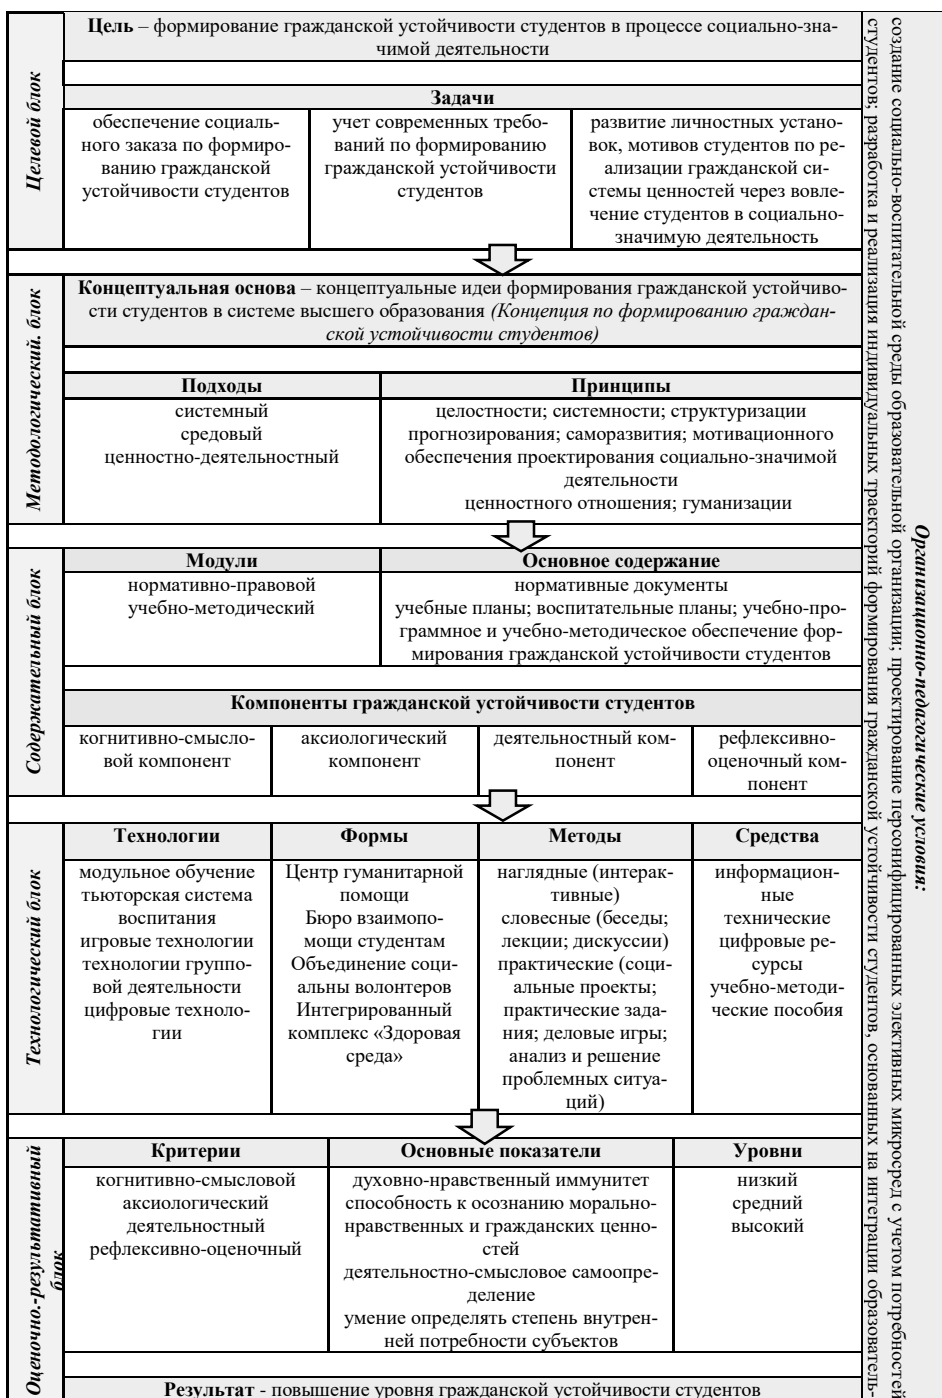 Целевой блок
Цель – формирование гражданской устойчивости студентов в процессе социально-зна-
чимой деятельности
Задачи
обеспечение социаль-
ного заказа по формиро-
ванию гражданской
устойчивости студентов
учет современных требо-
ваний по формированию
гражданской устойчивости
студентов
развитие личностных устано-
вок, мотивов студентов по ре-
ализации гражданской си-
стемы ценностей через вовле-
чение студентов в социально-
значимую деятельность
Методологический. блок
Концептуальная основа – концептуальные идеи формирования гражданской устойчиво-
сти студентов в системе высшего образования (Концепция по формированию граждан-
ской устойчивости студентов)
Подходы
системный
средовый
ценностно-деятельностный
Принципы
целостности; системности; структуризации
прогнозирования; саморазвития; мотивационного
обеспечения проектирования социально-значимой
деятельности
ценностного отношения; гуманизации
Содержательный блок
Модули
нормативно-правовой
учебно-методический
Основное содержание
нормативные документы
учебные планы; воспитательные планы; учебно-про-
граммное и учебно-методическое обеспечение фор-
мирования гражданской устойчивости студентов
Компоненты гражданской устойчивости студентов
когнитивно-смысло-
вой компонент
аксиологический
компонент
деятельностный ком-
понент
рефлексивно-
оценочный ком-
понент
Технологический блок
Технологии
модульное обучение
тьюторская система
воспитания
игровые технологии
технологии группо-
вой деятельности
цифровые техноло-
гии
Формы
Центр гуманитарной
помощи
Бюро взаимопо-
мощи студентам
Объединение соци-
альны волонтеров
Интегрированный
комплекс «Здоровая
среда»
Методы
наглядные (интерак-
тивные)
словесные (беседы;
лекции; дискуссии)
практические (соци-
альные проекты;
практические зада-
ния; деловые игры;
анализ и решение
проблемных ситуа-
ций)
Средства
информацион-
ные
технические
цифровые ре-
сурсы
учебно-методи-
ческие пособия
Оценочно.-результативный
блок
Критерии
когнитивно-смысловой
аксиологический
деятельностный
рефлексивно-оценочный
Основные показатели
духовно-нравственный иммунитет
способность к осознанию морально-
нравственных и гражданских ценно-
стей
деятельностно-смысловое самоопре-
деление
умение определять степень внутрен-
ней потребности субъектов
Уровни
низкий
средний
высокий
Результат - повышение уровня гражданской устойчивости студентов
Организационно-педагогические условия:
создание социально-воспитательной среды образовательной организации; проектирование персонифицированных элективных микросред с учетом потребностей
студентов; разработка и реализация индивидуальных траекторий формирования гражданской устойчивости студентов, основанных на интеграции образователь-